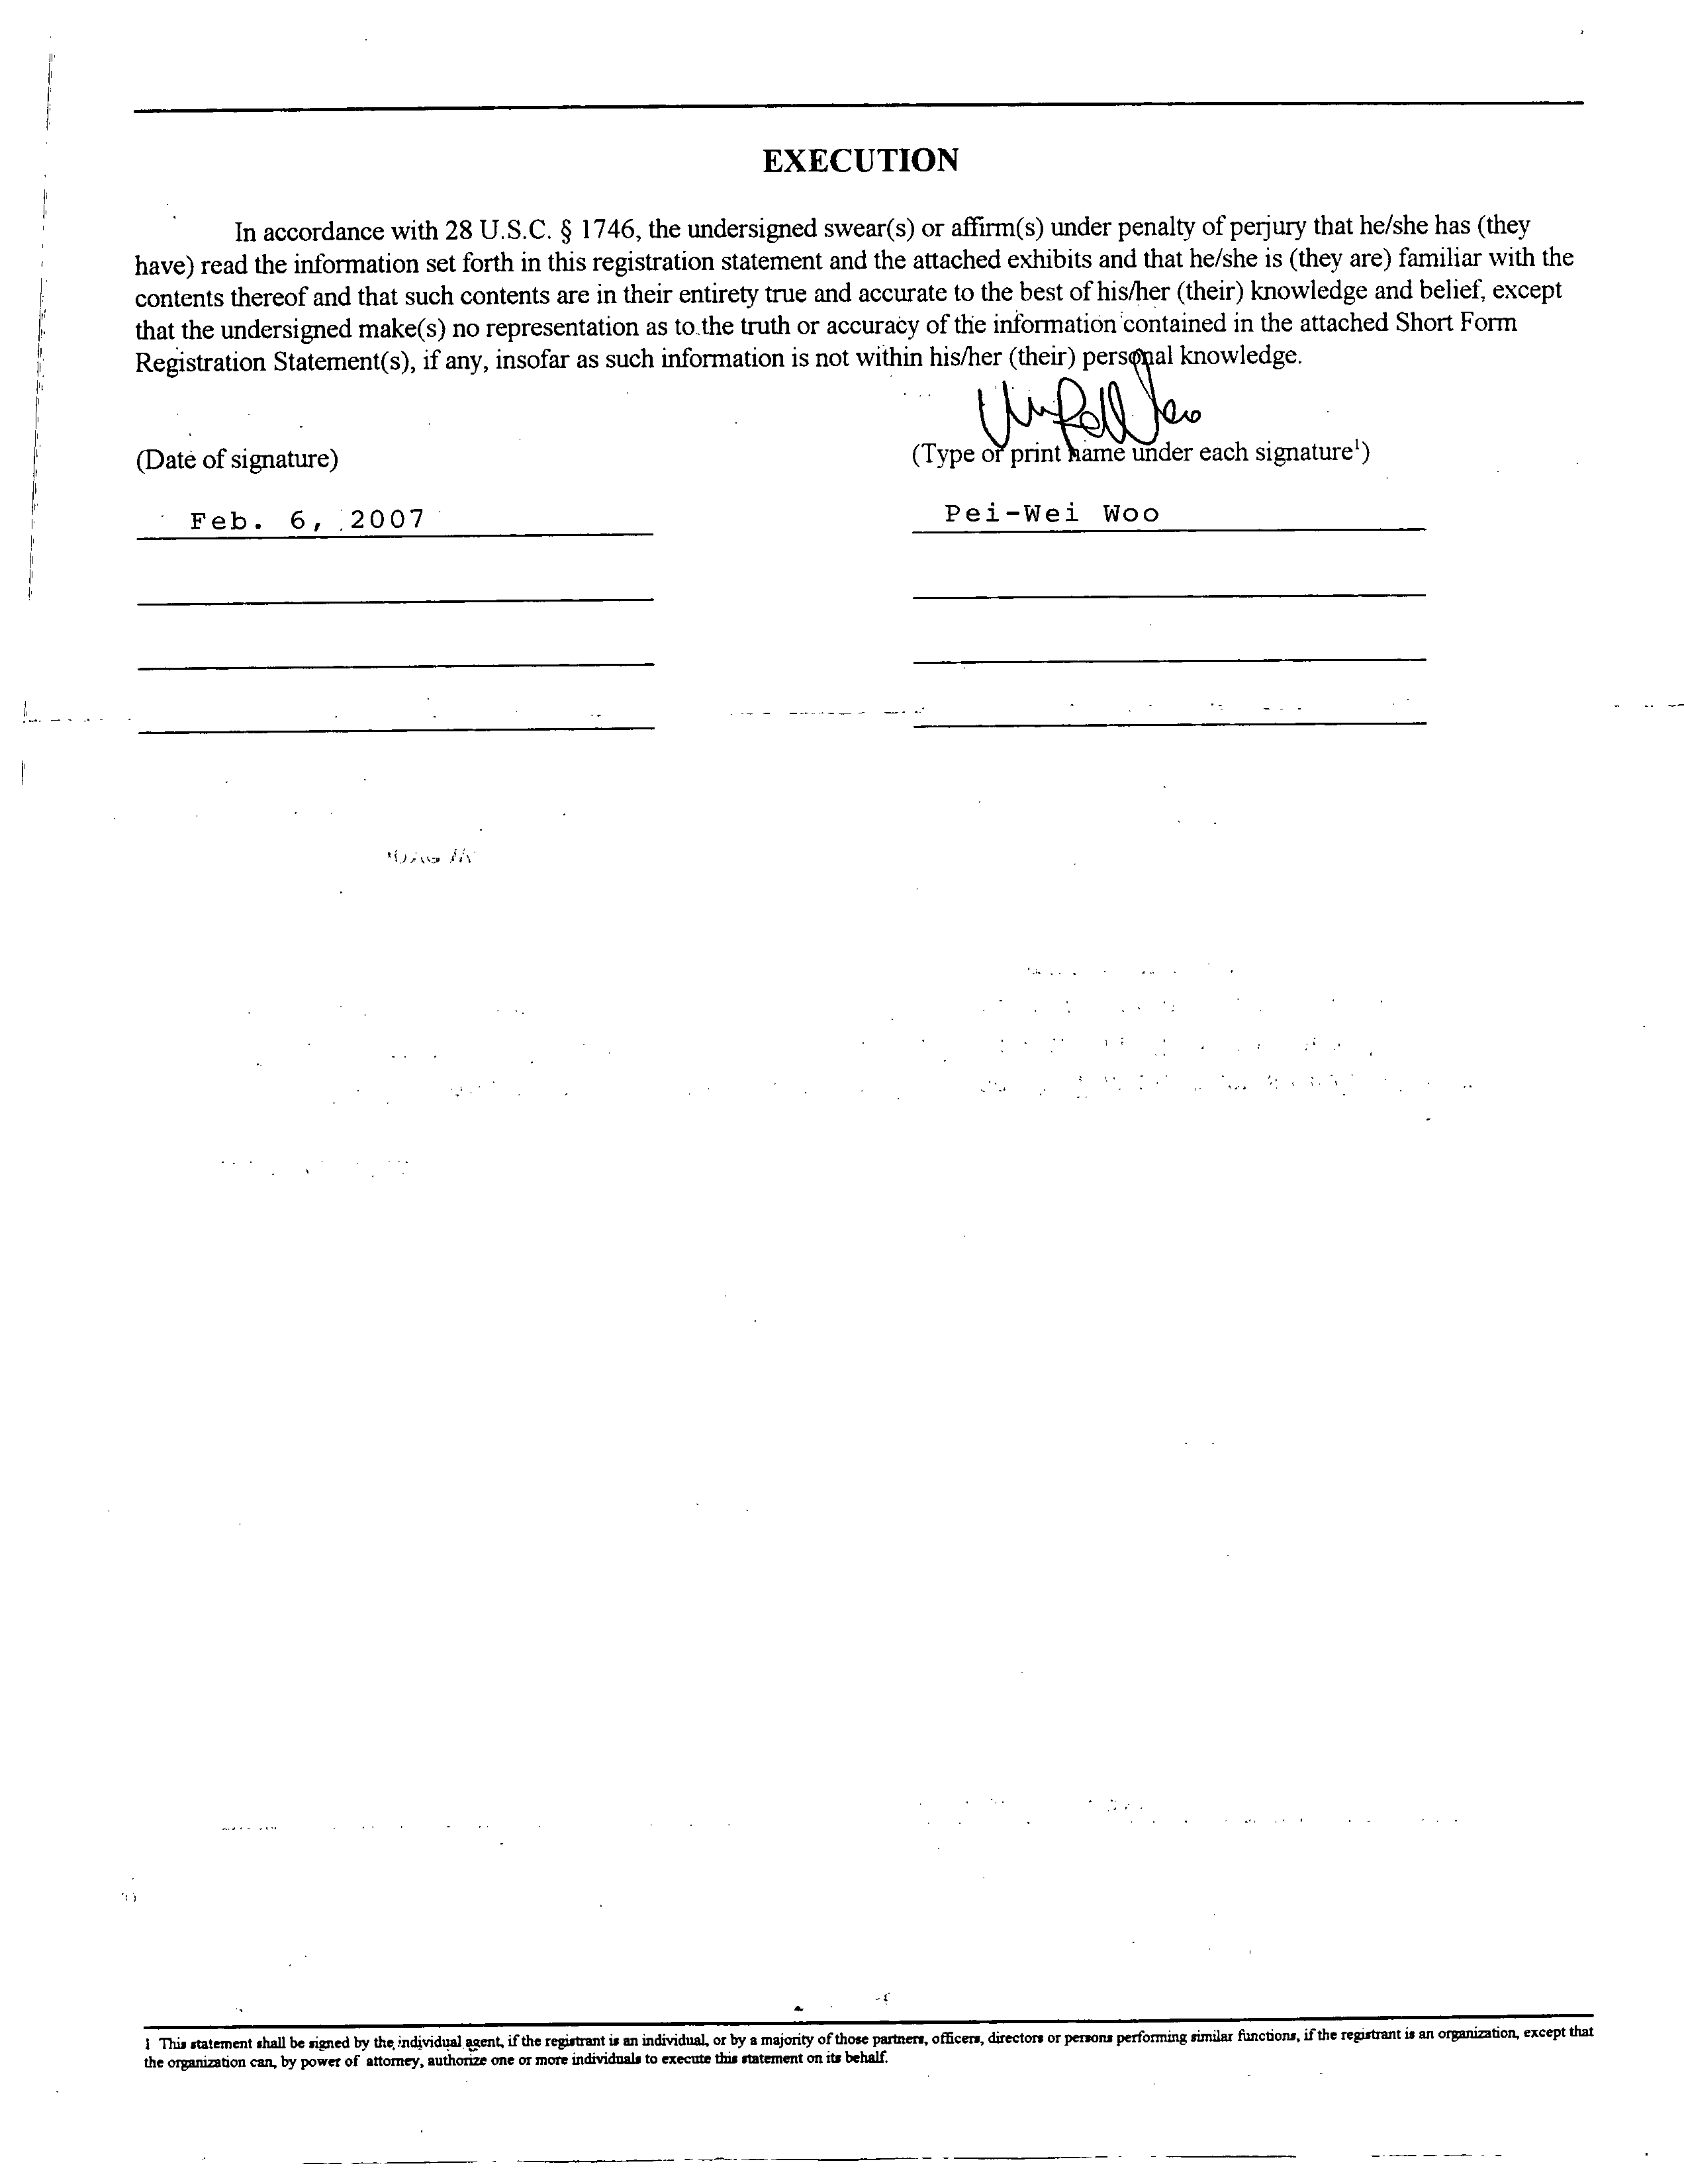 EXECUTION
In accordance with 28 U.S.C. § 1746, the undersigned swear(s) or affirm(s) under penalty of perjury that he/she has (they
have) read the information set forth in this registration statement and the attached exhibits and that he/she is (they are) familiar with the
contents thereof and that such contents are in their entirety true and accurate to the best of his/her (their) knowledge and belief, except
that the undersigned make(s) no representation as to the truth or accuracy of the information contained in the attached Short Form
Registration Statement(s), if any, insofar as such information is not within his/her (their) personal knowledge.
(Date of signature)
(Type or print name under each signature¹)
Feb. 6, 2007
Pei-Wei Woo
1 This statement shall be signed by the individual agent, if the registrant is an individual, or by a majority of those partners, officers, directors or persons performing similar functions, if the registrant is an organization, except that
the organization can, by power of attorney, authorize one or more individuals to execute this statement on its behalf.